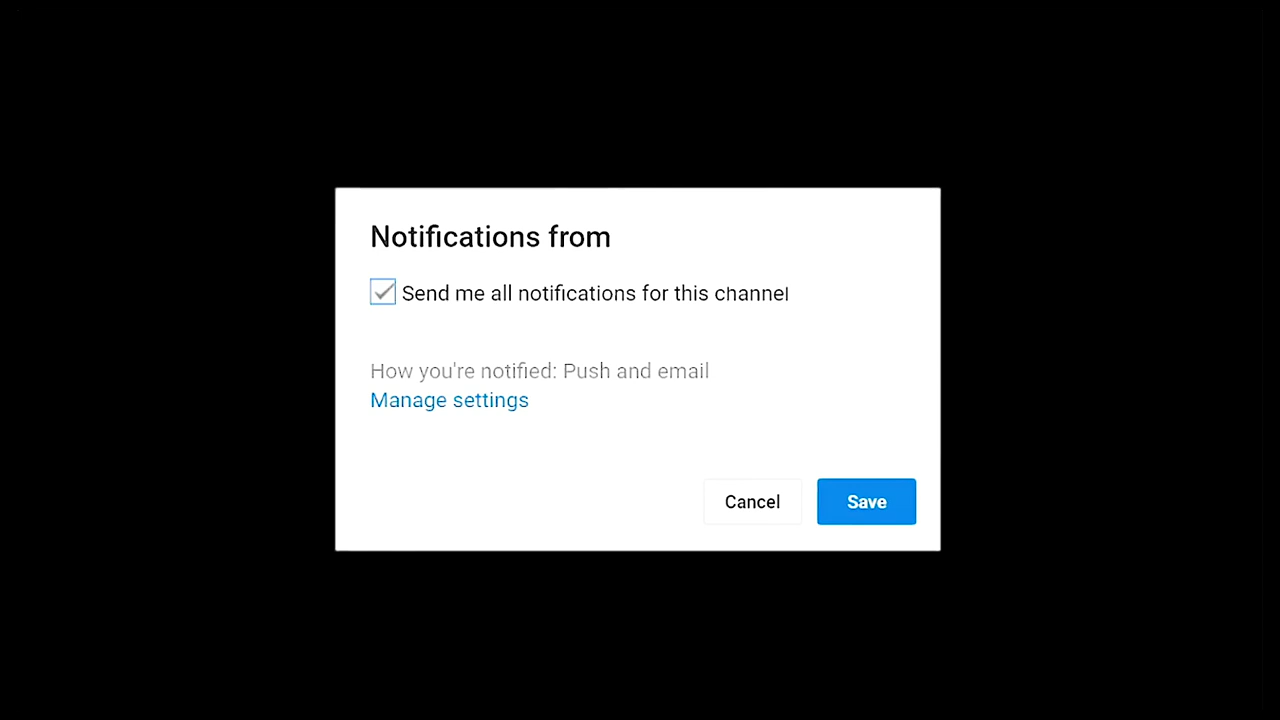 Notifications from
Send me all notifications for this channel
How you're notified: Push and email
Manage settings
Cancel Save